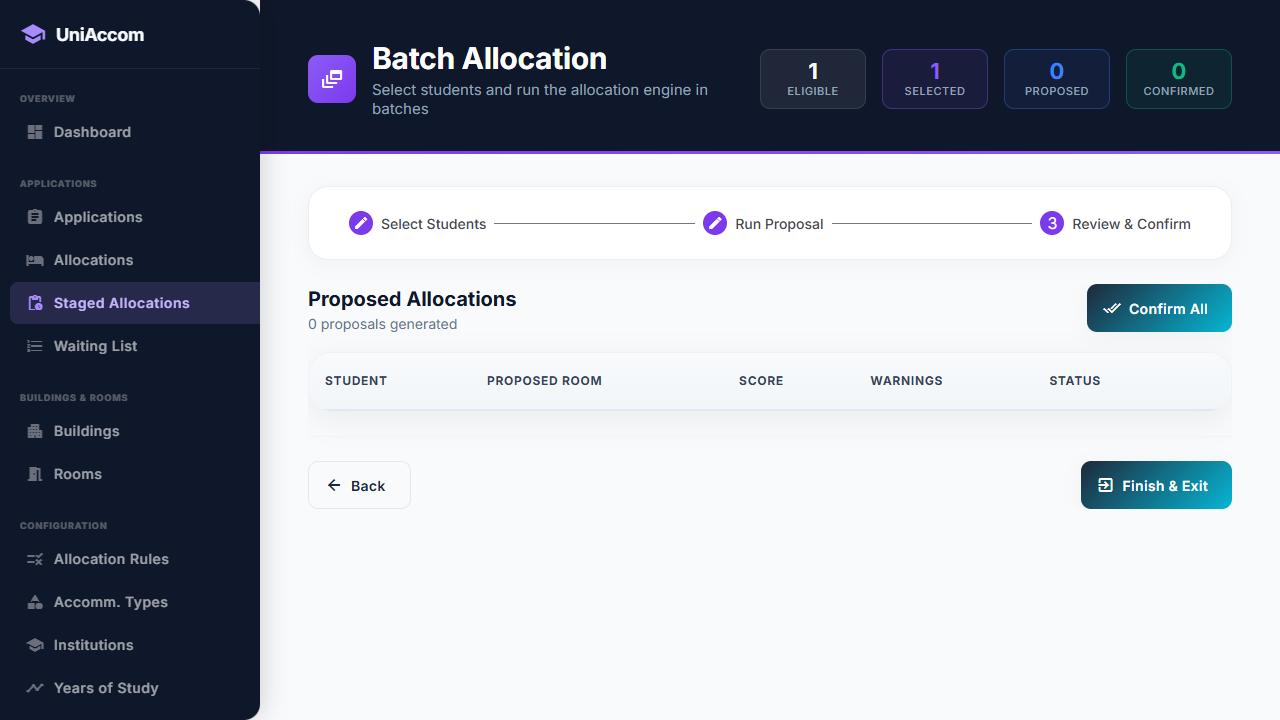 UniAccom
OVERVIEW
Dashboard
APPLICATIONS
Applications
Allocations
Staged Allocations
Waiting List
BUILDINGS & ROOMS
Buildings
Rooms
CONFIGURATION
Allocation Rules
Accomm. Types
Institutions
Years of Study
Batch Allocation
Select students and run the allocation engine in
batches
1
ELIGIBLE
1
SELECTED
0
PROPOSED
0
CONFIRMED
Select Students
Run Proposal
3 Review & Confirm
Proposed Allocations
0 proposals generated
Confirm All
STUDENT PROPOSED ROOM SCORE WARNINGS STATUS
Back
Finish & Exit